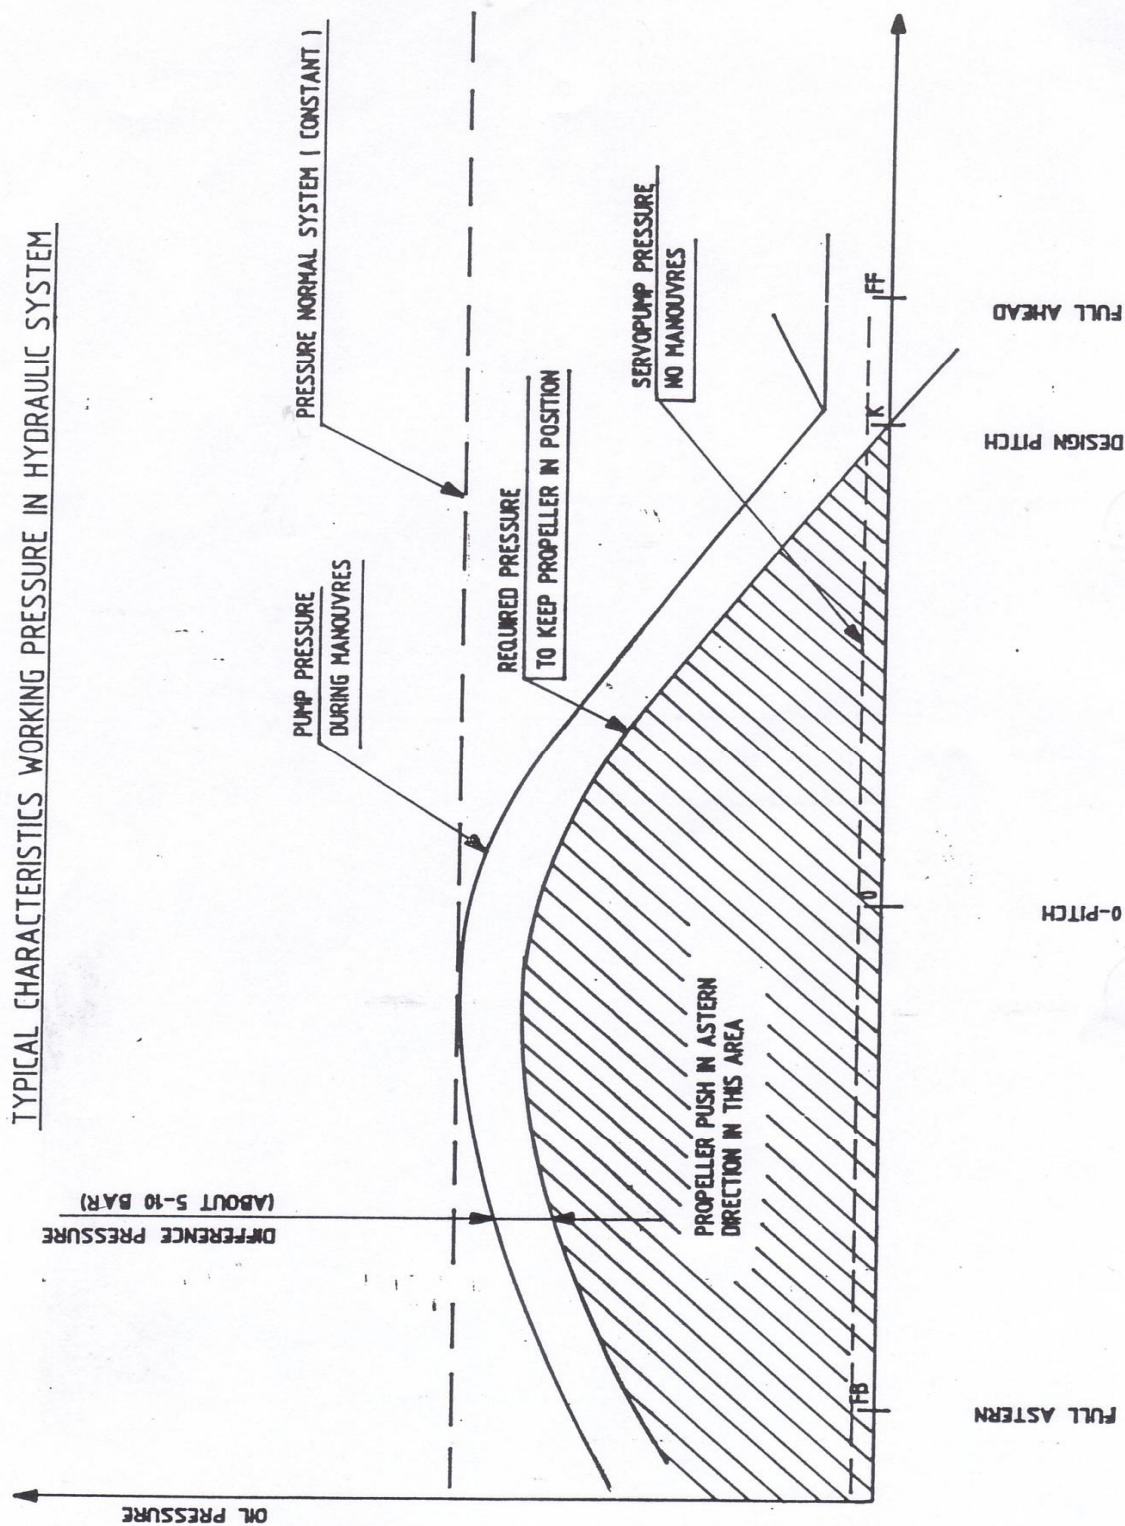 TYPICAL CHARACTERISTICS WORKING PRESSURE IN HYDRAULIC SYSTEM
OIL PRESSURE
DIFFERENCE PRESSURE
(ABOUT 5-10 BAR)
PUMP PRESSURE
DURING MANOUVRES
PRESSURE NORMAL SYSTEM ( CONSTANT )
REQUIRED PRESSURE
TO KEEP PROPELLER IN POSITION
SERVOPUMP PRESSURE
NO MANOUVRES
PROPELLER PUSH IN ASTERN
DIRECTION IN THIS AREA
FB
0
K
FF
FULL ASTERN
0-PITCH
DESIGN PITCH
FULL AHEAD